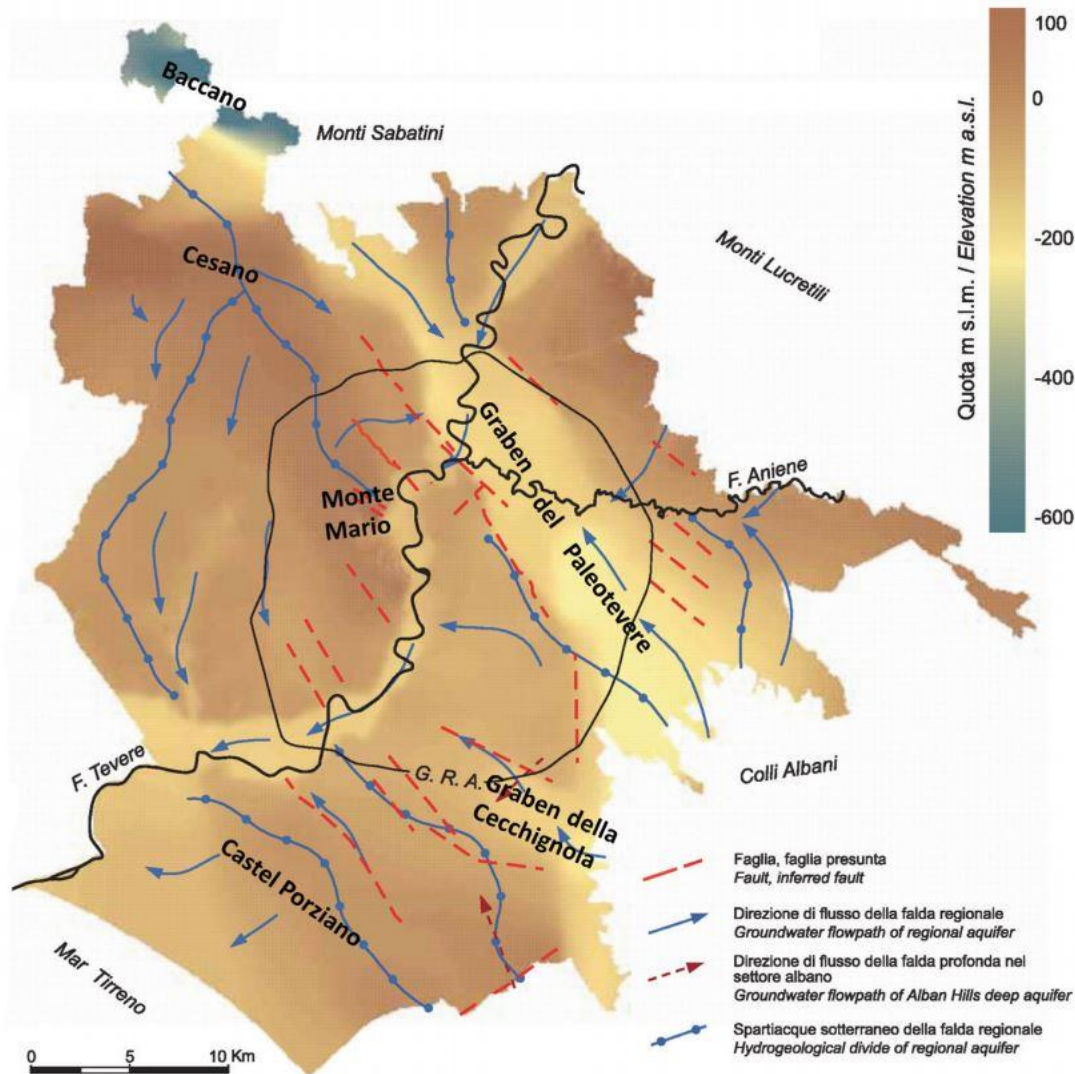 Baccano
Monti Sabatini
Cesano
Monti Lucretili
Graben
del
Paleotevere
F. Aniene
Monte
Mario
F. Tevere
G. R. A.
Graben della
Cecchignola
Colli Albani
Castel Porziano
Mar Tirreno
0 5 10 Km
Quota m s.l.m. / Elevation m a.s.l.
100
0
-200
-400
-600
Faglia, faglia presunta
Fault, inferred fault
Direzione di flusso della falda regionale
Groundwater flowpath of regional aquifer
Direzione di flusso della falda profonda nel
settore albano
Groundwater flowpath of Alban Hills deep aquifer
Spartiacque sotterraneo della falda regionale
Hydrogeological divide of regional aquifer